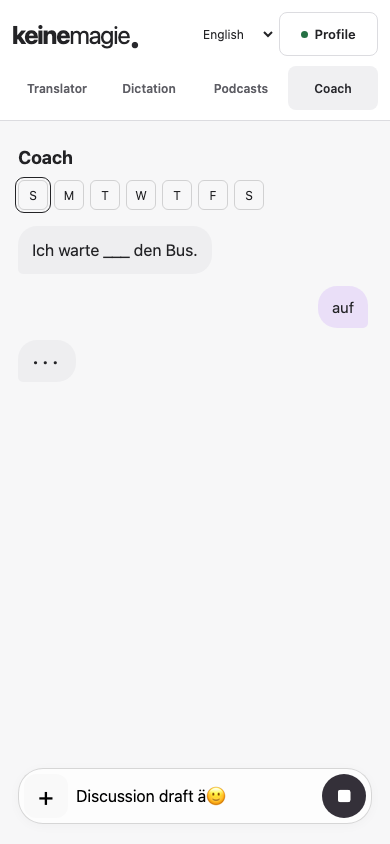 keinemagie.
English
Profile
Translator
Dictation
Podcasts
Coach
Coach
S M T W T F S
Ich warte ___ den Bus.
auf
...
+ Discussion draft ä🙂